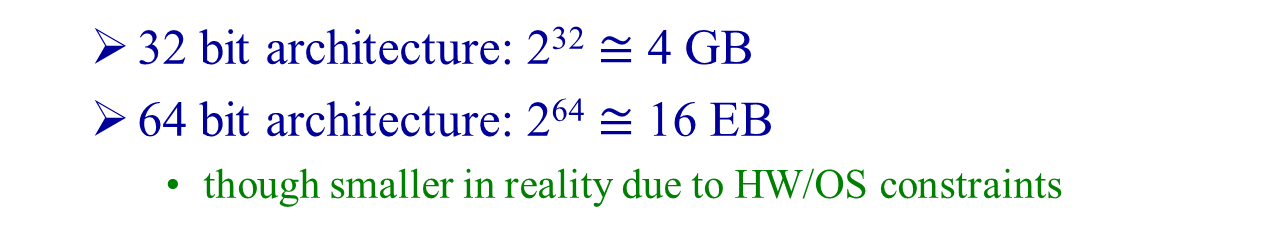 ➢ 32 bit architecture: 2³² ≅ 4 GB
➢ 64 bit architecture: 2⁶⁴ ≅ 16 EB
• though smaller in reality due to HW/OS constraints